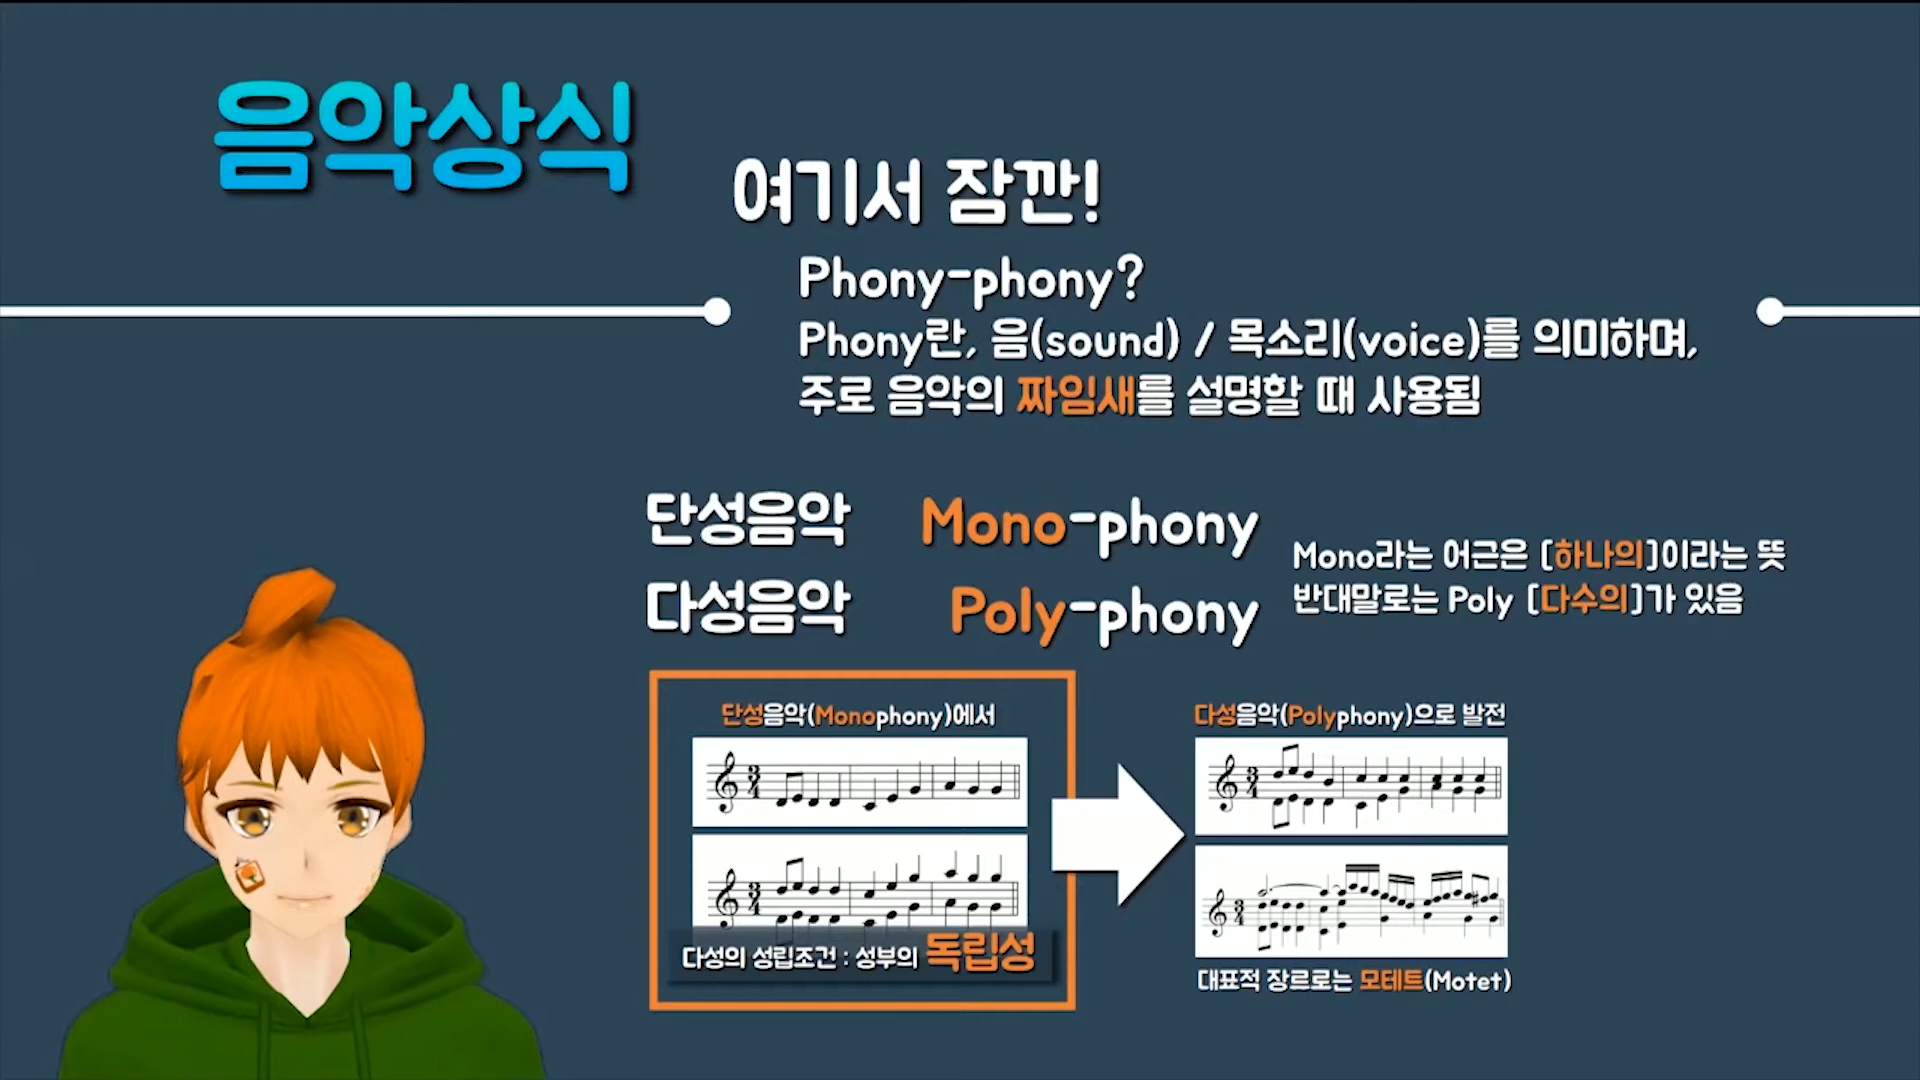 음악상식
여기서 잠깐!
Phony-phony?
Phony란, 음(sound) / 목소리(voice)를 의미하며,
주로 음악의 짜임새를 설명할 때 사용됨
단성음악 Mono-phony
다성음악 Poly-phony
Mono라는 어근은 [하나의]이라는 뜻
반대말로는 Poly [다수의]가 있음
단성음악(Monophony)에서
다성의 성립조건 : 성부의 독립성
다성음악(Polyphony)으로 발전
대표적 장르로는 모테트(Motet)